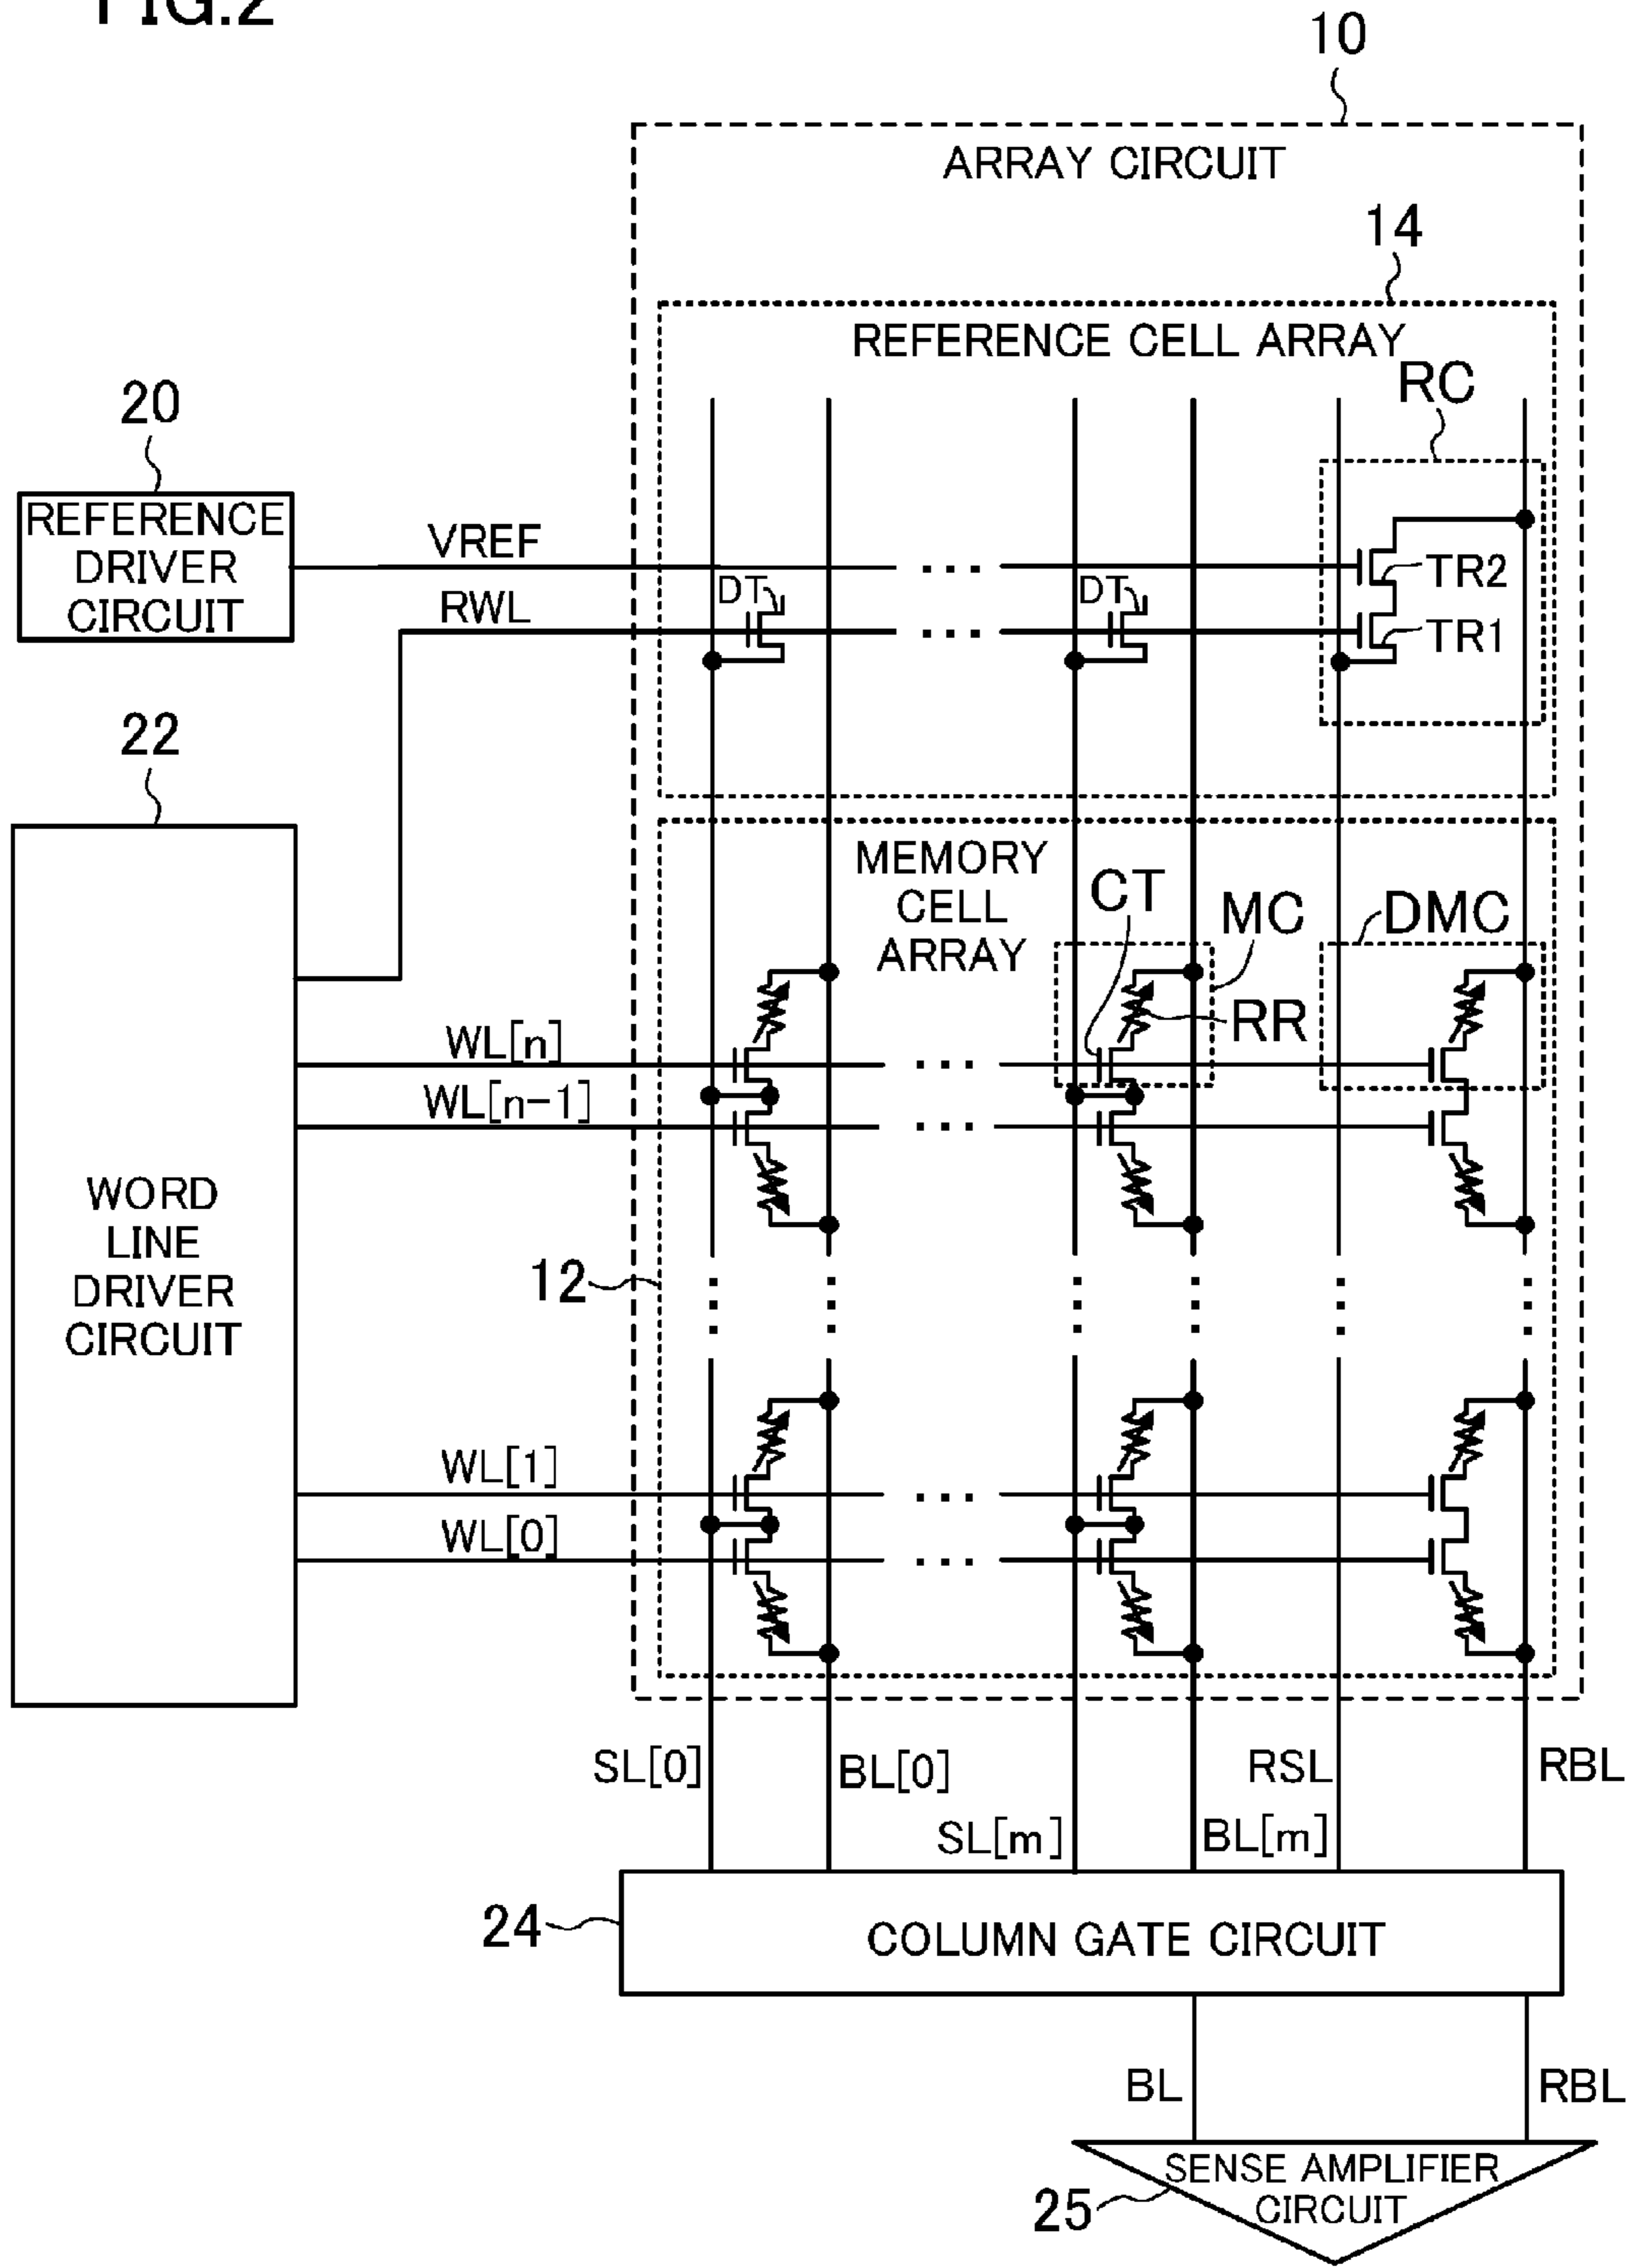 FIG.2
10
ARRAY CIRCUIT
14
REFERENCE CELL ARRAY
RC
20
REFERENCE
DRIVER
CIRCUIT
VREF
RWL
DT
DT
TR2
TR1
22
WORD
LINE
DRIVER
CIRCUIT
MEMORY
CELL
ARRAY
CT
MC
DMC
RR
WL[n]
WL[n-1]
12
WL[1]
WL[0]
SL[0]
BL[0]
SL[m]
BL[m]
RSL
RBL
24
COLUMN GATE CIRCUIT
BL
RBL
SENSE AMPLIFIER
CIRCUIT
25